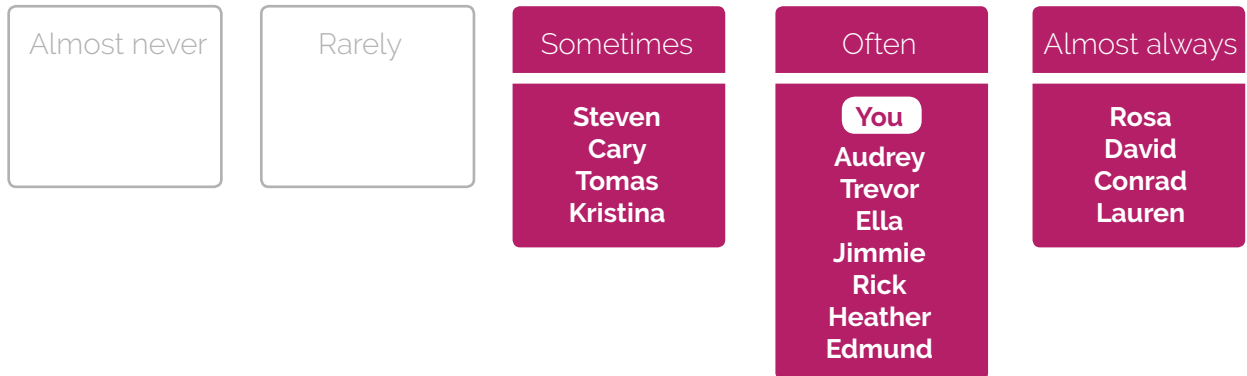 Almost never
Rarely
Sometimes
Steven
Cary
Tomas
Kristina
Often
You
Audrey
Trevor
Ella
Jimmie
Rick
Heather
Edmund
Almost always
Rosa
David
Conrad
Lauren